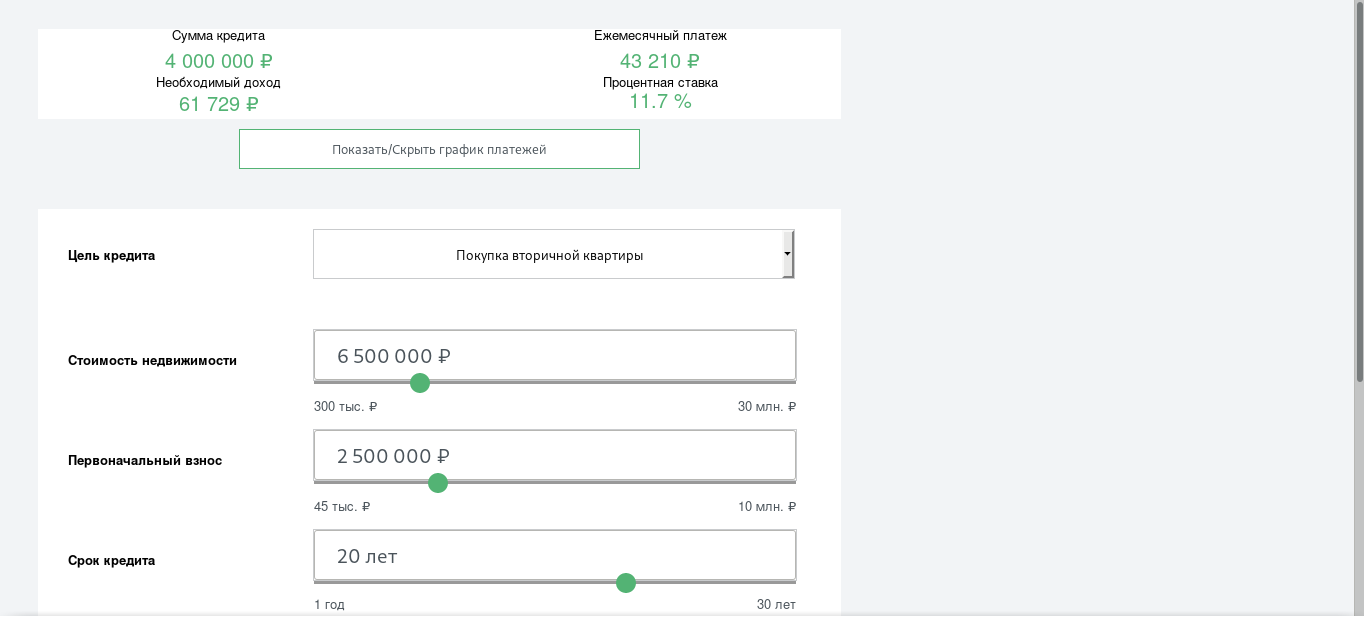 Сумма кредита
4 000 000 ₽
Необходимый доход
61 729 ₽
Ежемесячный платеж
43 210 ₽
Процентная ставка
11.7 %
Показать/Скрыть график платежей
Цель кредита
Покупка вторичной квартиры
Стоимость недвижимости
6 500 000 ₽
300 тыс. ₽
30 млн. ₽
Первоначальный взнос
2 500 000 ₽
45 тыс. ₽
10 млн. ₽
Срок кредита
20 лет
1 год
30 лет